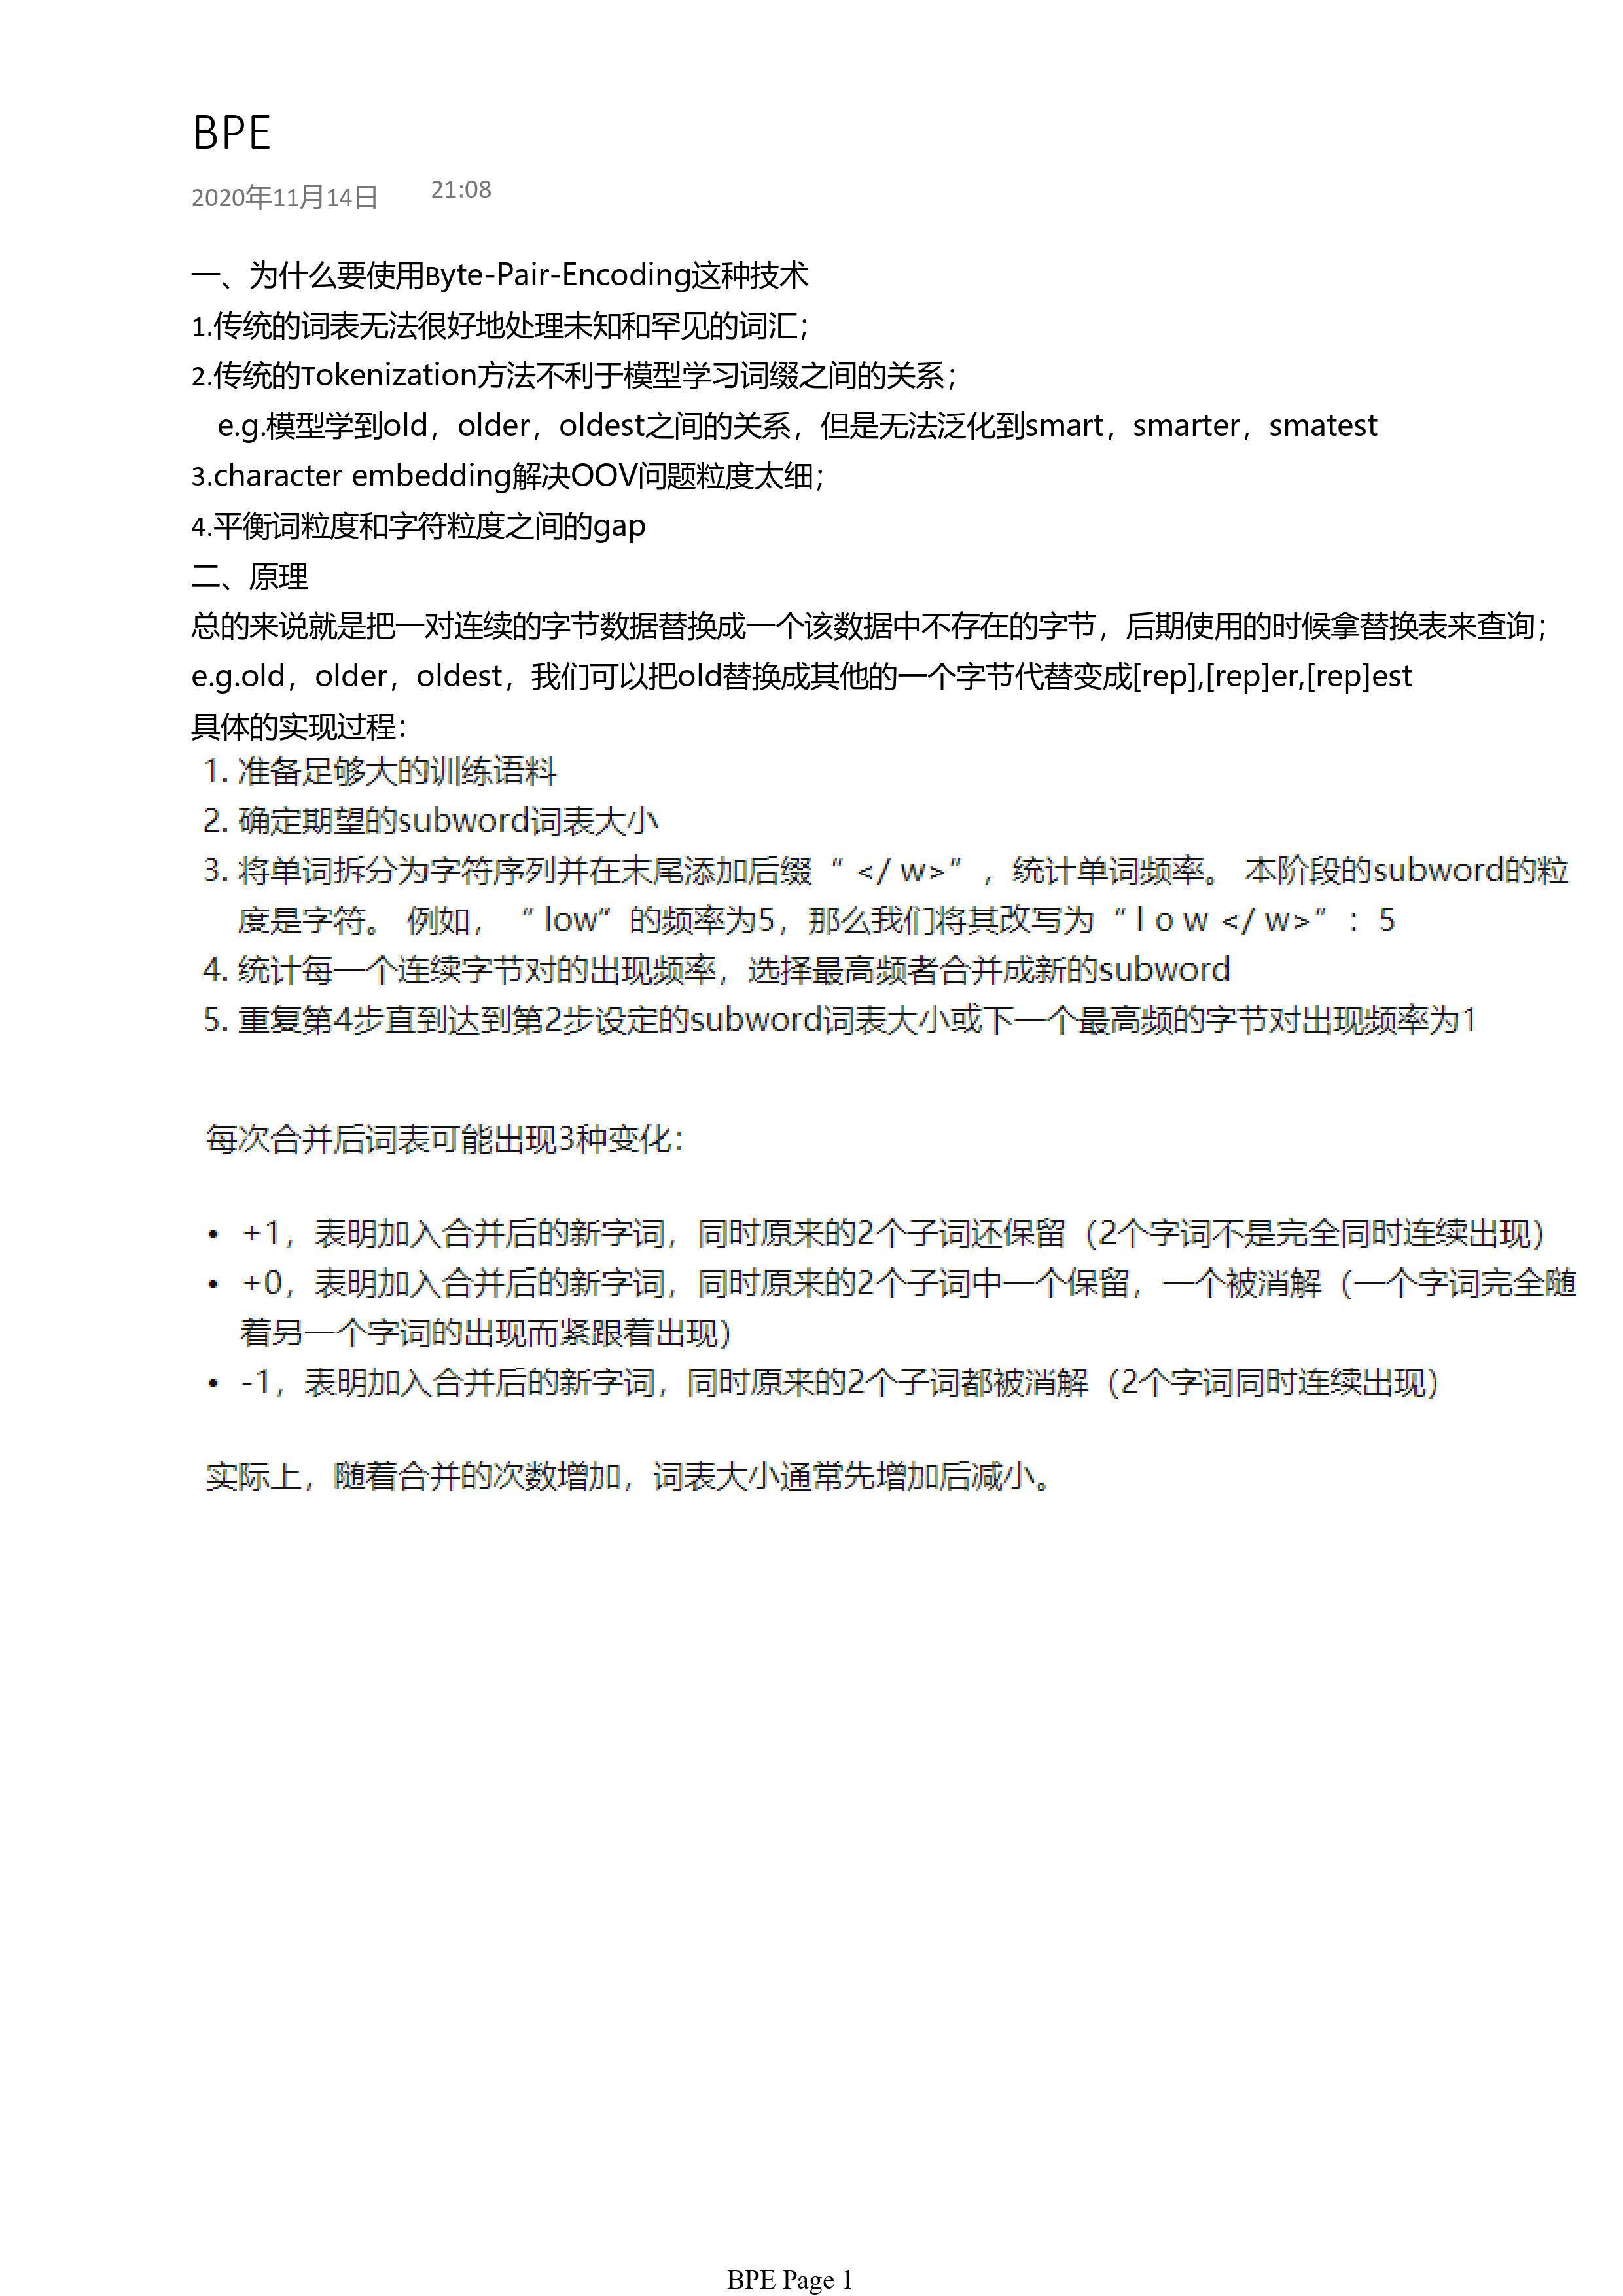 BPE
2020年11月14日 21:08
一、为什么要使用Byte-Pair-Encoding这种技术
1.传统的词表无法很好地处理未知和罕见的词汇；
2.传统的Tokenization方法不利于模型学习词缀之间的关系；
e.g.模型学到old，older，oldest之间的关系，但是无法泛化到smart，smarter，smatest
3.character embedding解决OOV问题粒度太细；
4.平衡词粒度和字符粒度之间的gap
二、原理
总的来说就是把一对连续的字节数据替换成一个该数据中不存在的字节，后期使用的时候拿替换表来查询；
e.g.old，older，oldest，我们可以把old替换成其他的一个字节代替变成[rep],[rep]er,[rep]est
具体的实现过程：
1. 准备足够大的训练语料
2. 确定期望的subword词表大小
3. 将单词拆分为字符序列并在末尾添加后缀“ </ w>”，统计单词频率。 本阶段的subword的粒
度是字符。 例如，“ low”的频率为5，那么我们将其改写为“ l o w </ w>”：5
4. 统计每一个连续字节对的出现频率，选择最高频者合并成新的subword
5. 重复第4步直到达到第2步设定的subword词表大小或下一个最高频的字节对出现频率为1
每次合并后词表可能出现3种变化：
• +1，表明加入合并后的新字词，同时原来的2个子词还保留（2个字词不是完全同时连续出现）
• +0，表明加入合并后的新字词，同时原来的2个子词中一个保留，一个被消解（一个字词完全随
着另一个字词的出现而紧跟着出现）
• -1，表明加入合并后的新字词，同时原来的2个子词都被消解（2个字词同时连续出现）
实际上，随着合并的次数增加，词表大小通常先增加后减小。
BPE Page 1